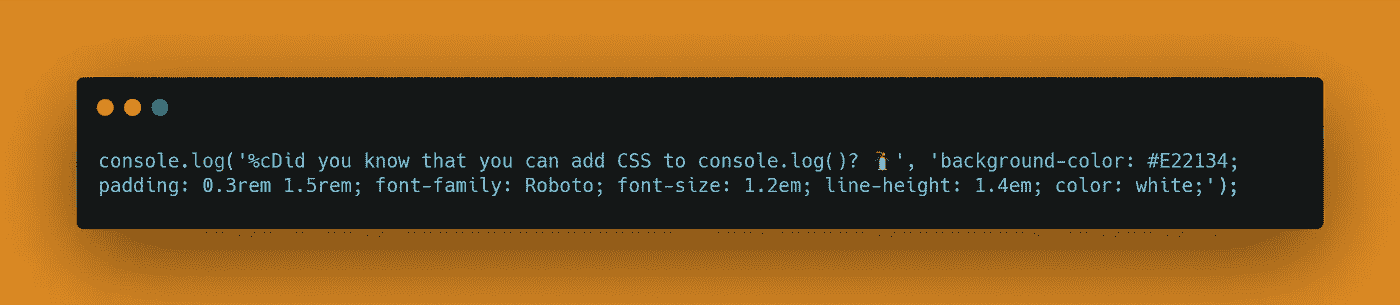 console.log('%cDid you know that you can add CSS to console.log()? 🧯', 'background-color: #E22134;
padding: 0.3rem 1.5rem; font-family: Roboto; font-size: 1.2em; line-height: 1.4em; color: white;');